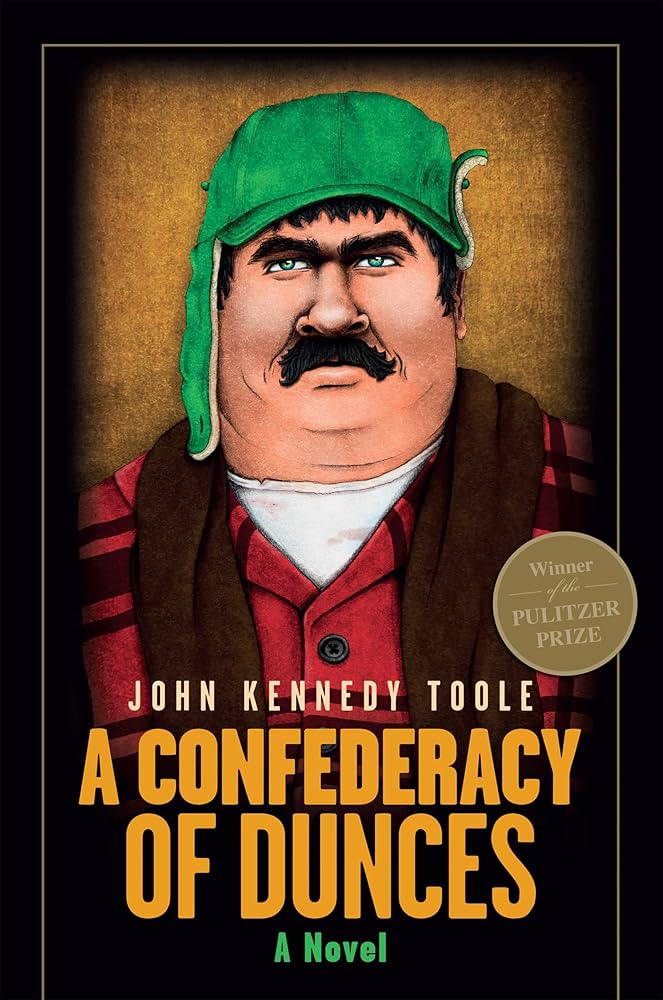 Winner
of the
PULITZER
PRIZE
JOHN KENNEDY TOOLE
A CONFEDERACY
OF DUNCES
A Novel